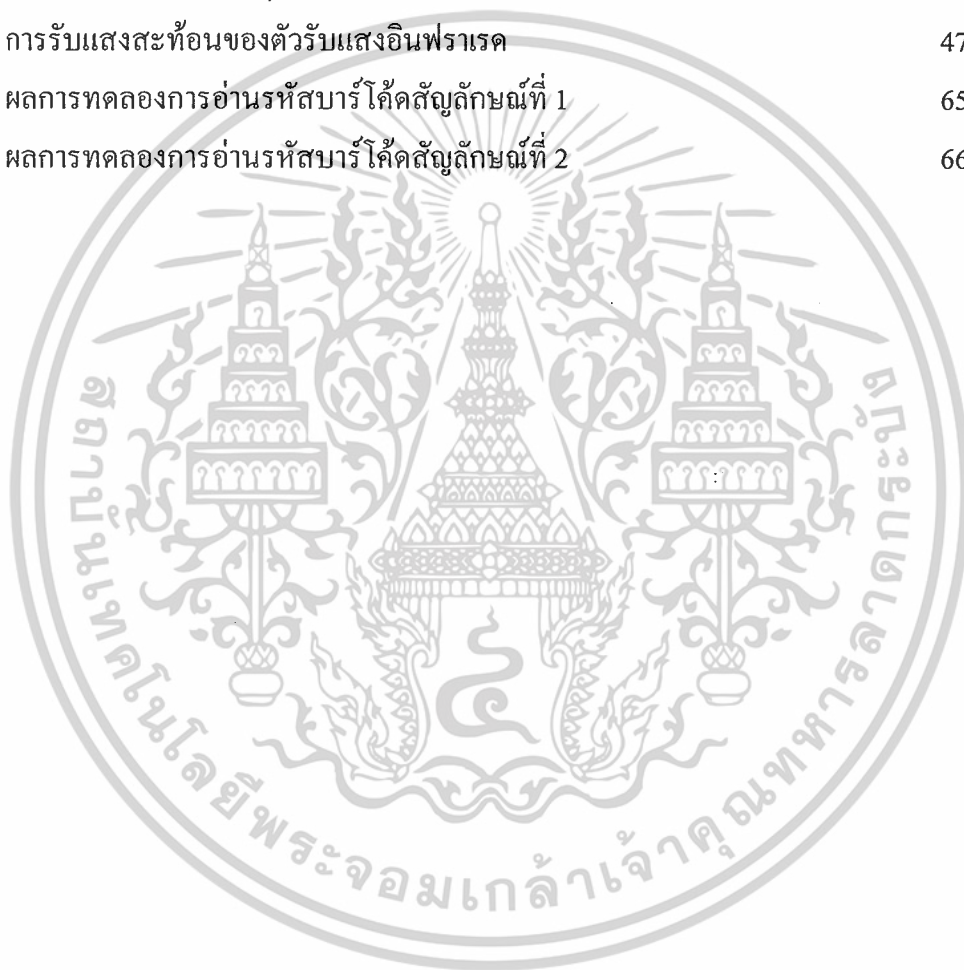 การรับแสงสะท้อนของตัวรับแสงอินฟราเรด 47
ผลการทดลองการอ่านรหัสบาร์โค้ดสัญลักษณ์ที่ 1 65
ผลการทดลองการอ่านรหัสบาร์โค้ดสัญลักษณ์ที่ 2 66
สถาบันเทคโนโลยีพระจอมเกล้าเจ้าคุณทหารลาดกระบัง
๔